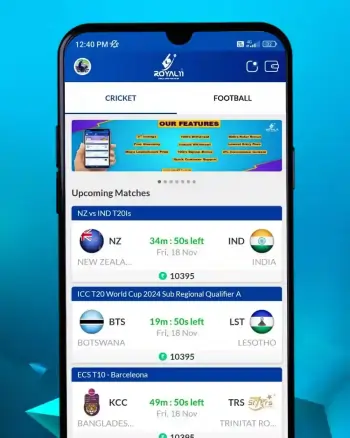 12:40 PM
ROYAL11
CRICKET
FOOTBALL
OUR FEATURES
Quick Customer Support
Upcoming Matches
NZ vs IND T20Is
NZ
34m : 50s left
IND
NEW ZEALA...
Fri, 18 Nov
INDIA
10395
ICC T20 World Cup 2024 Sub Regional Qualifier A
BTS
19m : 50s left
LST
BOTSWANA
Fri, 18 Nov
LESOTHO
10395
ECS T10 - Barceleona
KCC
49m : 50s left
TRS
BANGLADES...
Fri, 18 Nov
TRINITAT RO...
10395